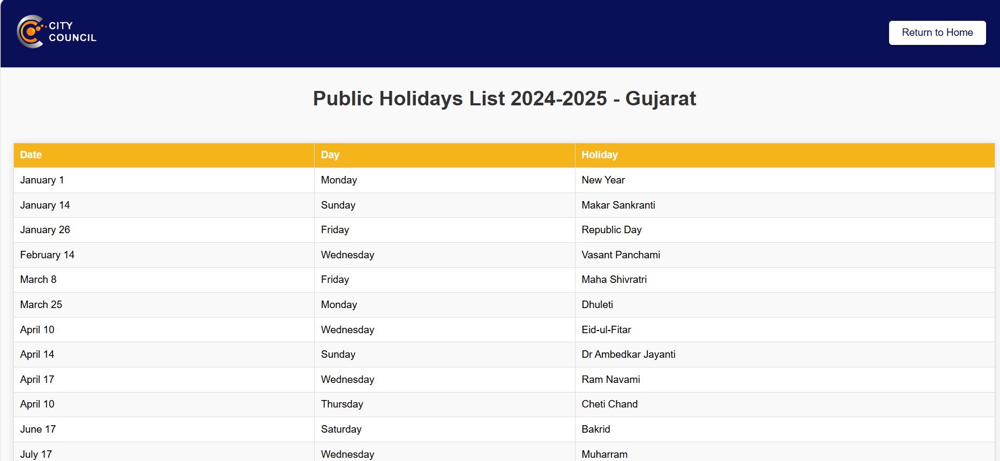 CITY
COUNCIL
Return to Home
Public Holidays List 2024-2025 - Gujarat
Date Day Holiday
January 1 Monday New Year
January 14 Sunday Makar Sankranti
January 26 Friday Republic Day
February 14 Wednesday Vasant Panchami
March 8 Friday Maha Shivratri
March 25 Monday Dhuleti
April 10 Wednesday Eid-ul-Fitar
April 14 Sunday Dr Ambedkar Jayanti
April 17 Wednesday Ram Navami
April 10 Thursday Cheti Chand
June 17 Saturday Bakrid
July 17 Wednesday Muharram